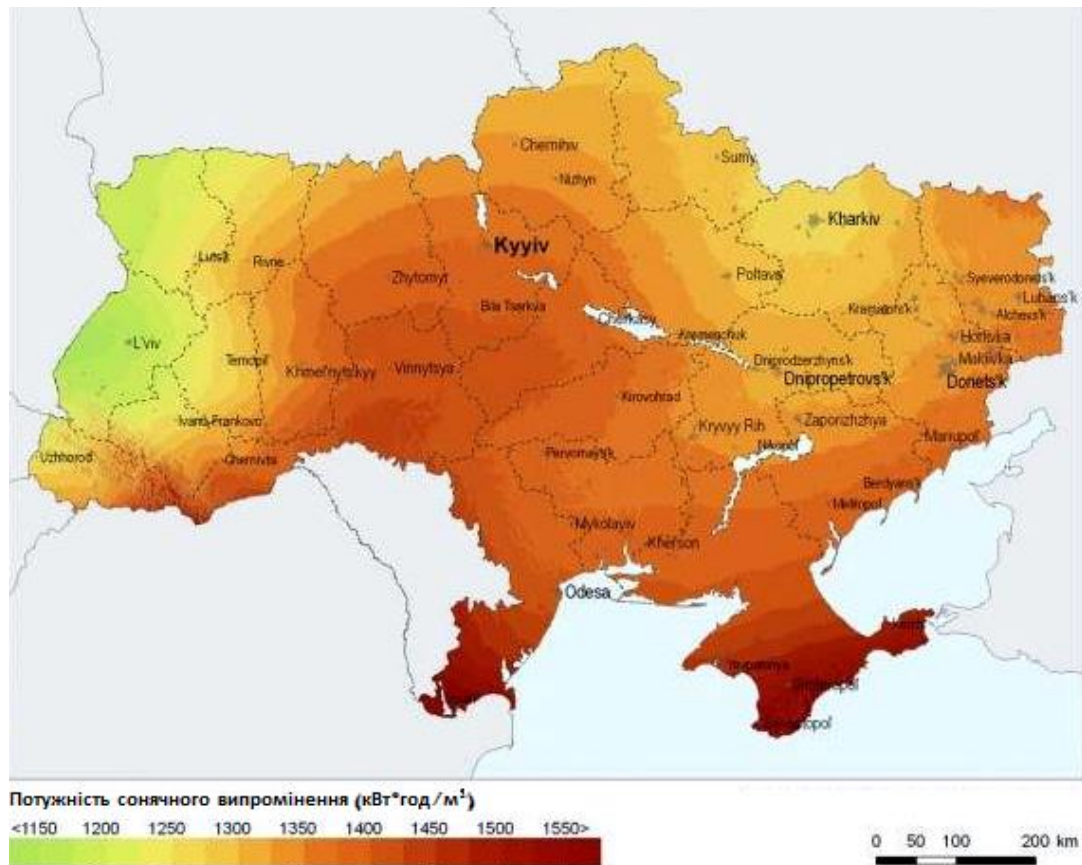 Chernihiv
Sumy
Nizhyn
Kharkiv
Kyyiv
Lutsk
Rivne
Zhytomyr
Poltava
Syeverodonets'k
Bila Tserkva
Kramators'k
Luhans'k
Cherkasy
Alchevs'k
L'viv
Kremenchuk
Horlivka
Ternopil
Dniprodzerzhyns'k
Makiivka
Khmel'nyts'kyy
Vinnytsya
Dnipropetrovs'k
Donets'k
Kirovohrad
Ivano-Frankovo
Zaporizhzhya
Kryvyy Rih
Mariupol
Uzhhorod
Chernivtsi
Nikopol
Pervomays'k
Berdyans'k
Melitopol
Mykolayiv
Kherson
Odesa
Потужність сонячного випромінення (кВт*год/м²)
<1150 1200 1250 1300 1350 1400 1450 1500 1550>
0 50 100 200 km